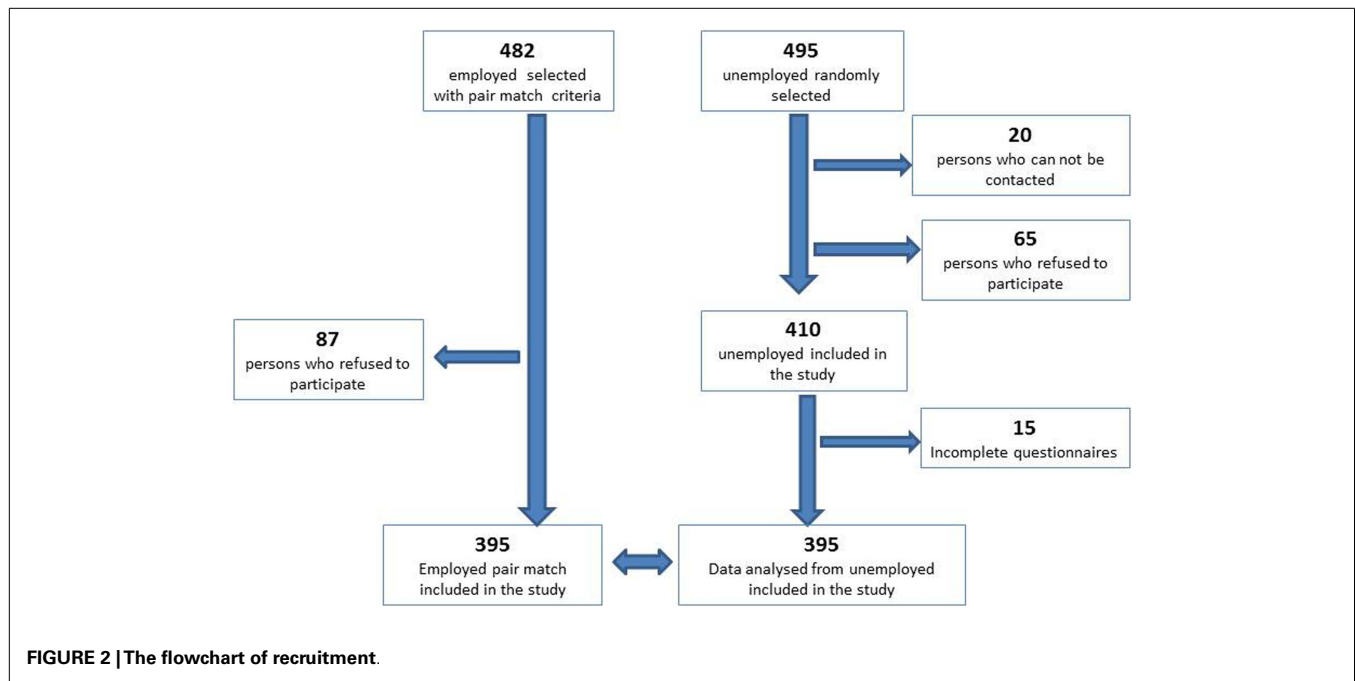 482
employed selected
with pair match criteria
495
unemployed randomly
selected
20
persons who can not be
contacted
65
persons who refused to
participate
87
persons who refused to
participate
410
unemployed included in
the study
15
Incomplete questionnaires
395
Employed pair match
included in the study
395
Data analysed from unemployed
included in the study
FIGURE 2 | The flowchart of recruitment.